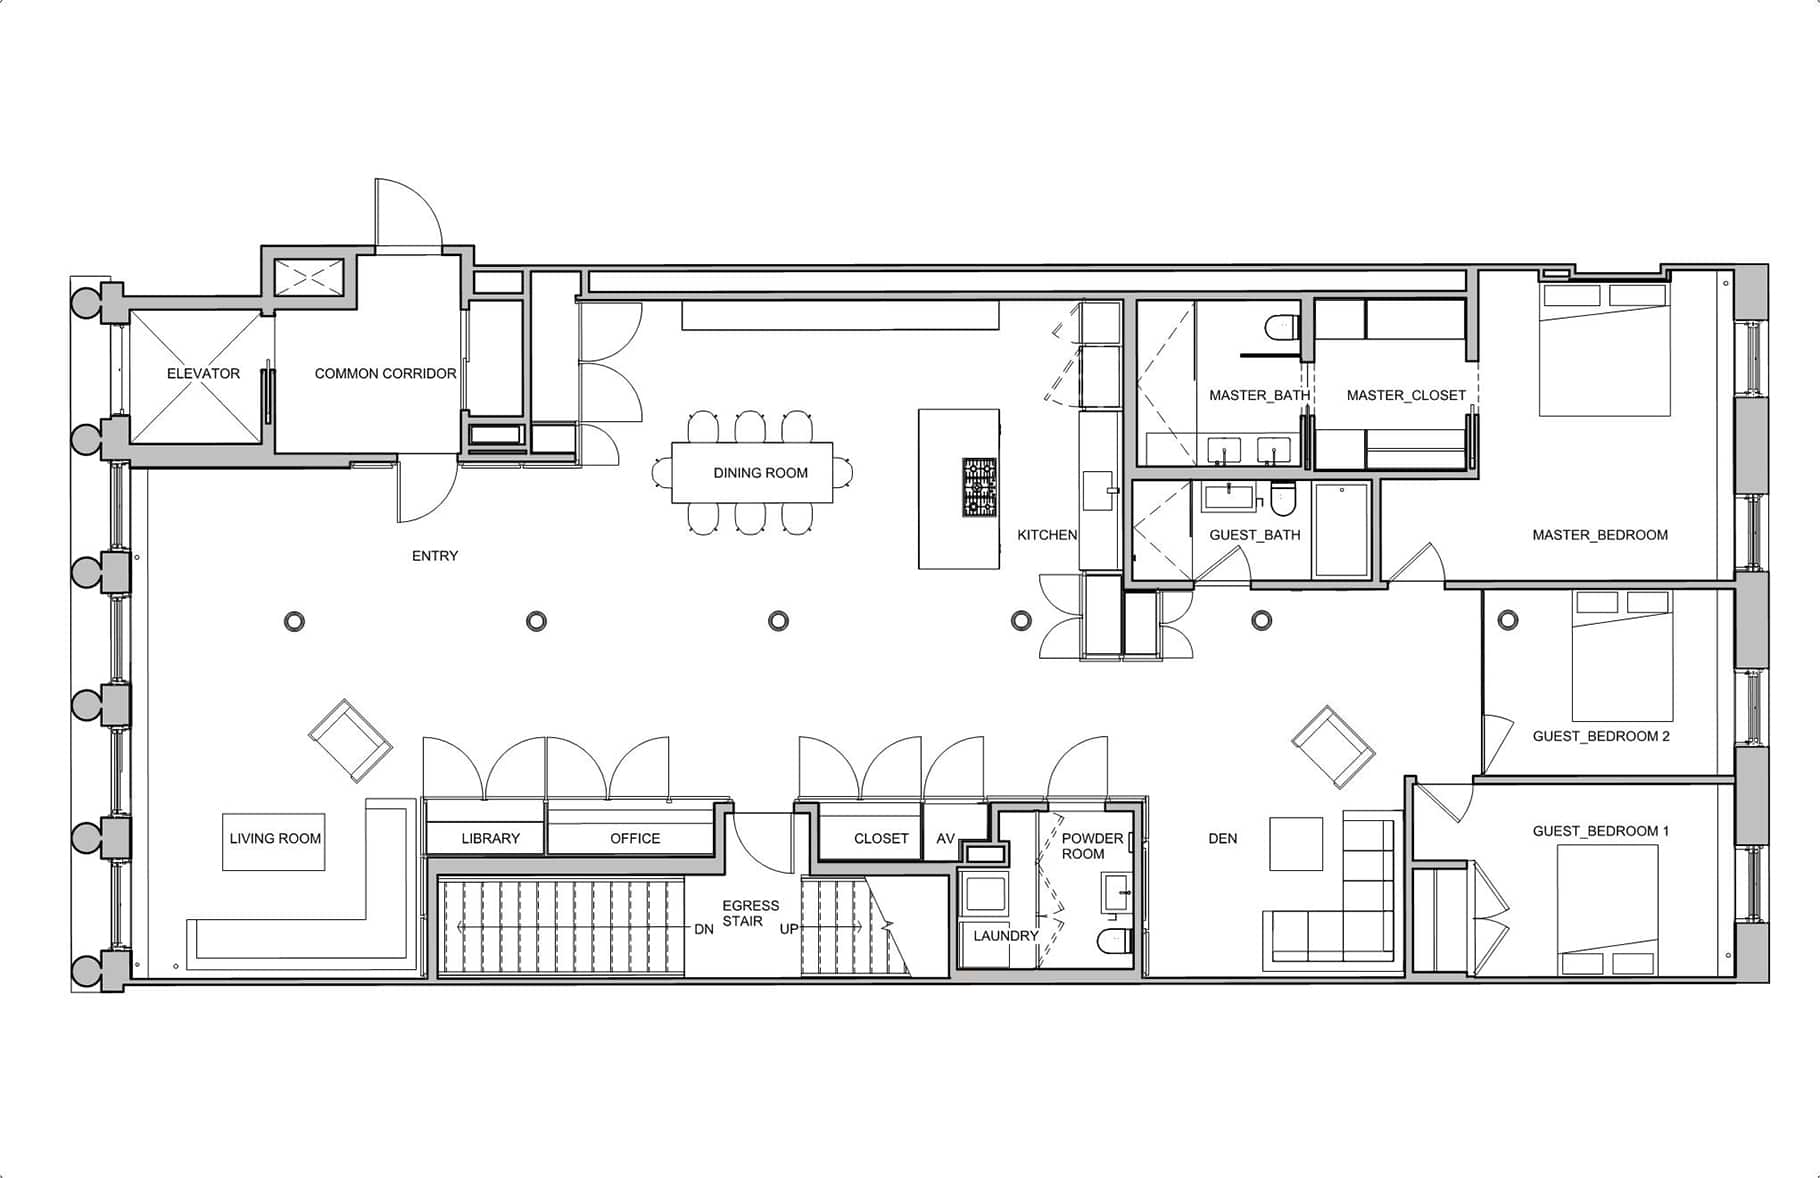 ELEVATOR
COMMON CORRIDOR
MASTER_BATH
MASTER_CLOSET
DINING ROOM
KITCHEN
GUEST_BATH
MASTER_BEDROOM
ENTRY
GUEST_BEDROOM 2
LIVING ROOM
LIBRARY
OFFICE
CLOSET
AV
POWDER
ROOM
DEN
GUEST_BEDROOM 1
EGRESS
STAIR
DN
UP
LAUNDRY